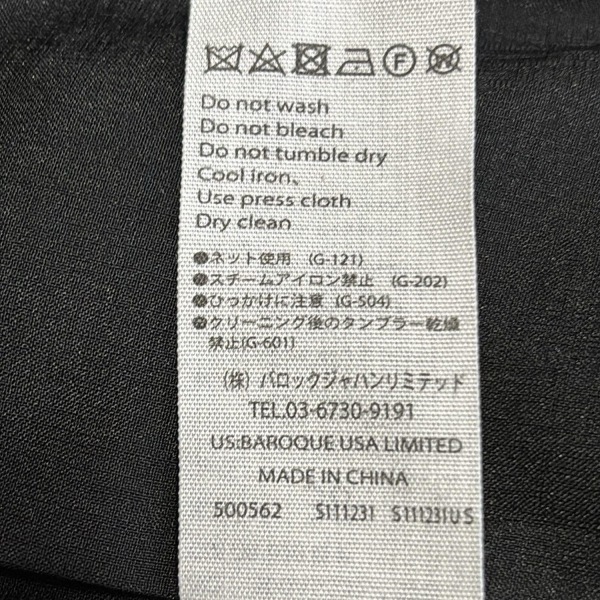 F W
Do not wash
Do not bleach
Do not tumble dry
Cool iron、
Use press cloth
Dry clean
●ネット使用 (G-121)
●スチームアイロン禁止 (G-202)
●ひっかけに注意 (G-504)
●クリーニング後のタンブラー乾燥
禁止(G-601)
(株) バロックジャパンリミテッド
TEL.03-6730-9191
US:BAROQUE USA LIMITED
MADE IN CHINA
500562 S111231 S111231US